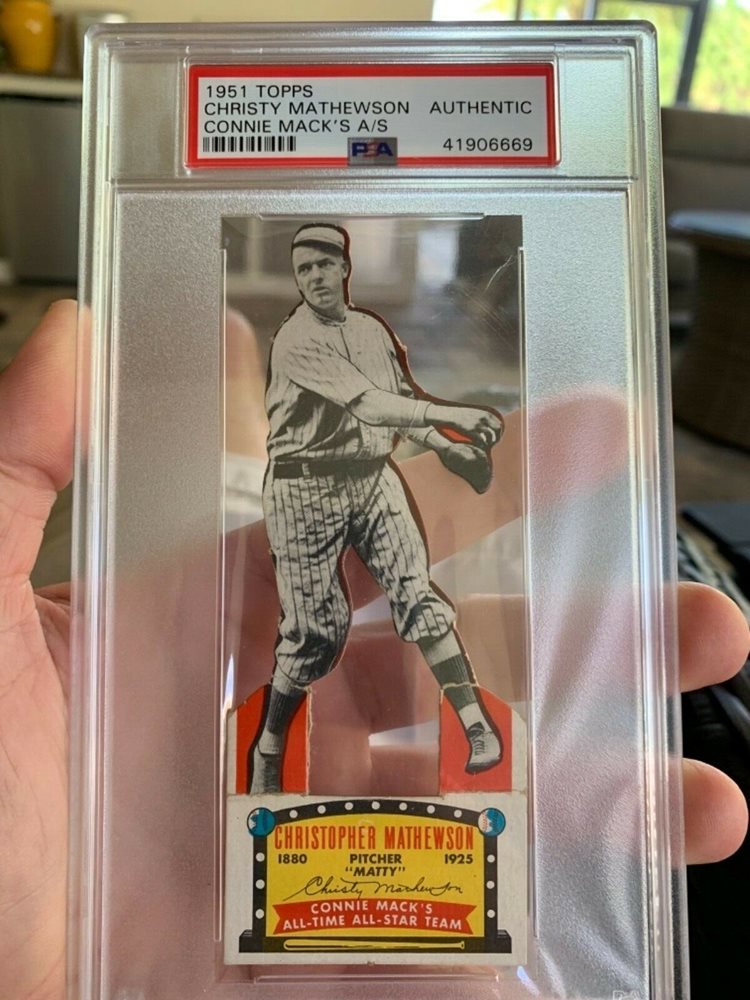 1951 TOPPS
CHRISTY MATHEWSON AUTHENTIC
CONNIE MACK'S A/S
PSA 41906669
CHRISTOPHER MATHEWSON
1880 PITCHER 1925
"MATTY"
Christy Mathewson
CONNIE MACK'S
ALL-TIME ALL-STAR TEAM